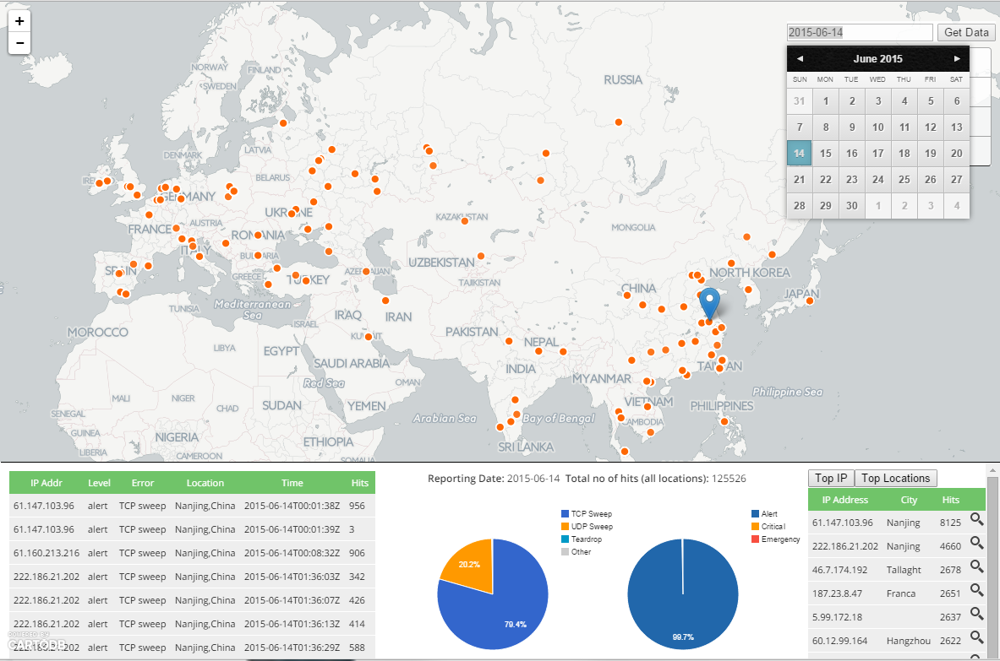 +
−
2015-06-14 Get Data
◄ June 2015 ►
SUN MON TUE WED THU FRI SAT
31 1 2 3 4 5 6
7 8 9 10 11 12 13
14 15 16 17 18 19 20
21 22 23 24 25 26 27
28 29 30 1 2 3 4
RUSSIA
NORWAY
FINLAND
SWEDEN
DENMARK
LATVIA
BELARUS
GERMANY
UKRAINE
FRANCE
AUSTRIA
ROMANIA
ITALY
BULGARIA
SPAIN
GREECE
TURKEY
AZERBAIJAN
KAZAKHSTAN
MONGOLIA
UZBEKISTAN
TAJIKISTAN
CHINA
NORTH KOREA
JAPAN
TUNISIA
Mediterranean
Sea
MOROCCO
ISRAEL
IRAQ
IRAN
KUWAIT
PAKISTAN
NEPAL
LIBYA
EGYPT
SAUDI ARABIA
INDIA
MYANMAR
TAIWAN
Red Sea
OMAN
Philippine Sea
MALI
NIGER
CHAD
SUDAN
YEMEN
VIETNAM
PHILIPPINES
SENEGAL
Arabian Sea
Bay of Bengal
CAMBODIA
GUINEA
NIGERIA
ETHIOPIA
SRI LANKA
LIBERIA
CAMEROON
SOMALIA
IP Addr Level Error Location Time Hits
61.147.103.96 alert TCP sweep Nanjing,China 2015-06-14T00:01:38Z 956
61.147.103.96 alert TCP sweep Nanjing,China 2015-06-14T00:01:39Z 3
61.160.213.216 alert TCP sweep Nanjing,China 2015-06-14T00:08:32Z 906
222.186.21.202 alert TCP sweep Nanjing,China 2015-06-14T01:36:03Z 342
222.186.21.202 alert TCP sweep Nanjing,China 2015-06-14T01:36:07Z 426
222.186.21.202 alert TCP sweep Nanjing,China 2015-06-14T01:36:13Z 414
TCP sweep Nanjing,China 2015-06-14T01:36:29Z 588
POWERED BY
CARTODB
Reporting Date: 2015-06-14 Total no of hits (all locations): 125526
TCP Sweep
UDP Sweep
Teardrop
Other
20.2%
79.4%
Alert
Critical
Emergency
99.7%
Top IP Top Locations
IP Address City Hits
61.147.103.96 Nanjing 8125
222.186.21.202 Nanjing 4660
46.7.174.192 Tallaght 2678
187.23.8.47 Franca 2651
5.99.172.18 2637
60.12.99.164 Hangzhou 2622